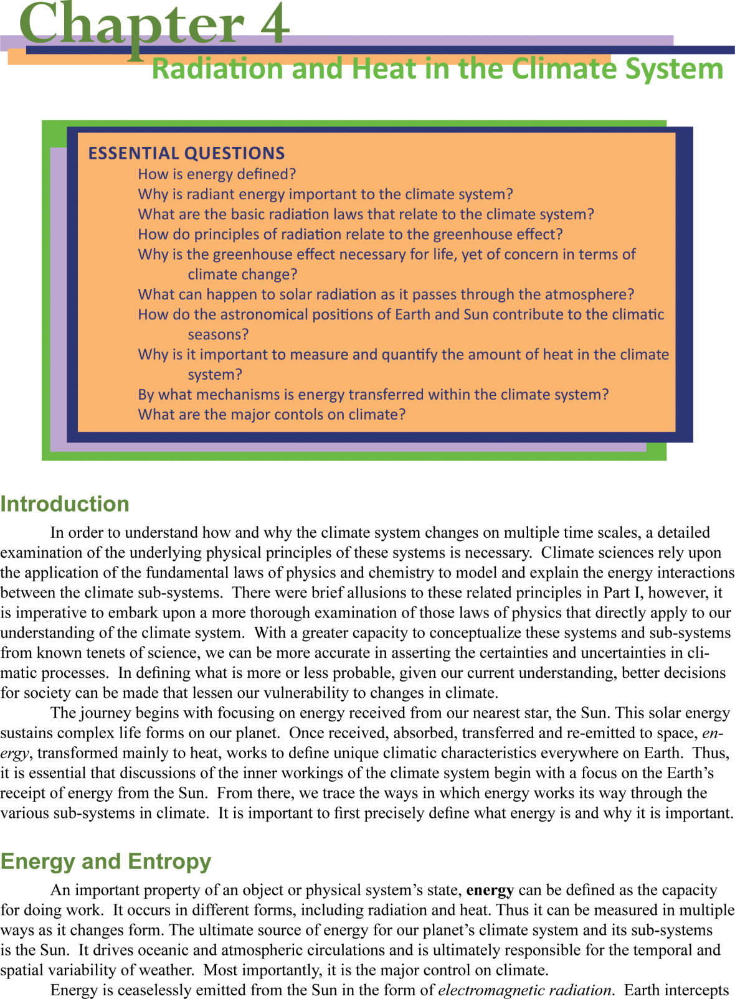 Chapter 4
Radiation and Heat in the Climate System
ESSENTIAL QUESTIONS
How is energy defined?
Why is radiant energy important to the climate system?
What are the basic radiation laws that relate to the climate system?
How do principles of radiation relate to the greenhouse effect?
Why is the greenhouse effect necessary for life, yet of concern in terms of
climate change?
What can happen to solar radiation as it passes through the atmosphere?
How do the astronomical positions of Earth and Sun contribute to the climatic
seasons?
Why is it important to measure and quantify the amount of heat in the climate
system?
By what mechanisms is energy transferred within the climate system?
What are the major contols on climate?
Introduction
In order to understand how and why the climate system changes on multiple time scales, a detailed
examination of the underlying physical principles of these systems is necessary.  Climate sciences rely upon
the application of the fundamental laws of physics and chemistry to model and explain the energy interactions
between the climate sub-systems.  There were brief allusions to these related principles in Part I, however, it
is imperative to embark upon a more thorough examination of those laws of physics that directly apply to our
understanding of the climate system.  With a greater capacity to conceptualize these systems and sub-systems
from known tenets of science, we can be more accurate in asserting the certainties and uncertainties in cli-
matic processes.  In defining what is more or less probable, given our current understanding, better decisions
for society can be made that lessen our vulnerability to changes in climate.
The journey begins with focusing on energy received from our nearest star, the Sun. This solar energy
sustains complex life forms on our planet.  Once received, absorbed, transferred and re-emitted to space, en-
ergy, transformed mainly to heat, works to define unique climatic characteristics everywhere on Earth.  Thus,
it is essential that discussions of the inner workings of the climate system begin with a focus on the Earth's
receipt of energy from the Sun.  From there, we trace the ways in which energy works its way through the
various sub-systems in climate.  It is important to first precisely define what energy is and why it is important.
Energy and Entropy
An important property of an object or physical system's state, energy can be defined as the capacity
for doing work.  It occurs in different forms, including radiation and heat. Thus it can be measured in multiple
ways as it changes form. The ultimate source of energy for our planet's climate system and its sub-systems
is the Sun.  It drives oceanic and atmospheric circulations and is ultimately responsible for the temporal and
spatial variability of weather.  Most importantly, it is the major control on climate.
Energy is ceaselessly emitted from the Sun in the form of electromagnetic radiation.  Earth intercepts